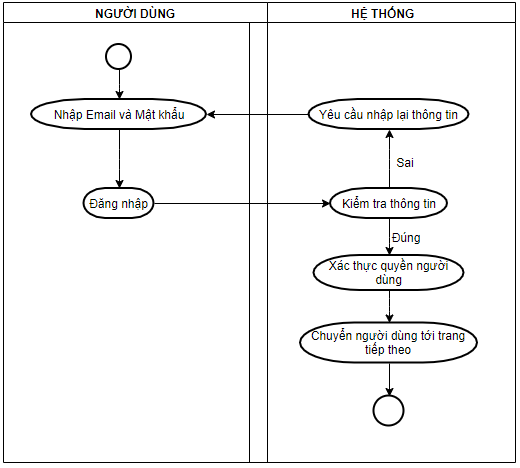 NGƯỜI DÙNG
HỆ THỐNG
Nhập Email và Mật khẩu
Yêu cầu nhập lại thông tin
Sai
Đăng nhập
Kiểm tra thông tin
Đúng
Xác thực quyền người
dùng
Chuyển người dùng tới trang
tiếp theo